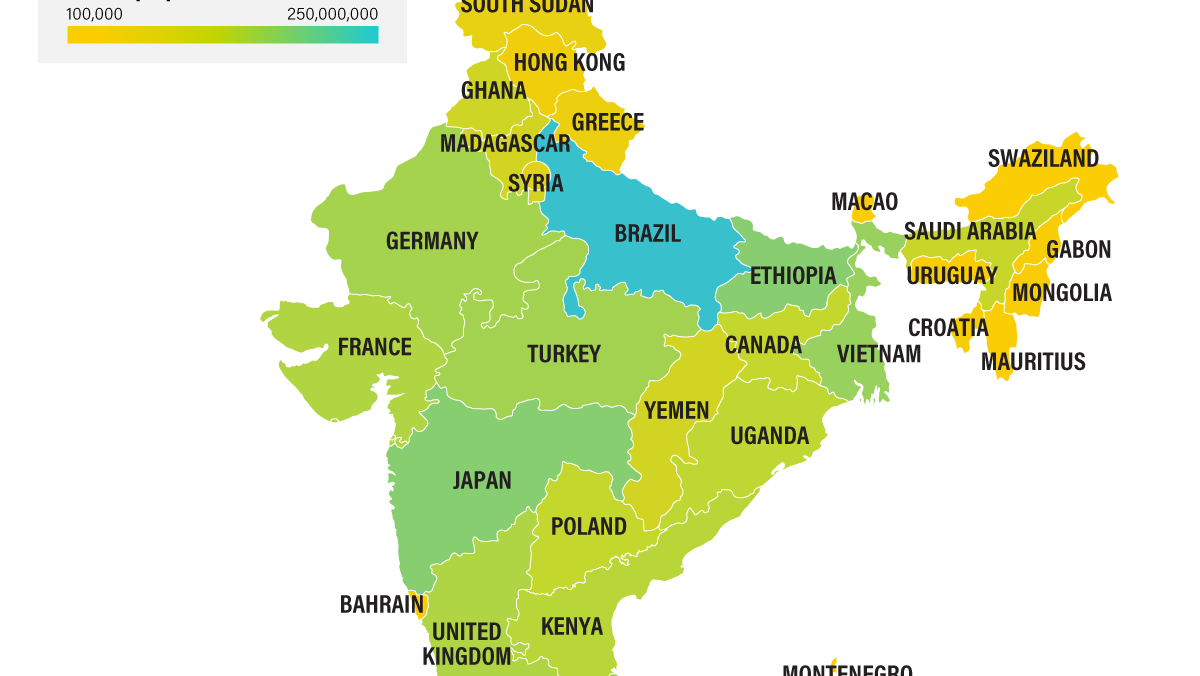 100,000 250,000,000
SOUTH SUDAN
HONG KONG
GHANA
GREECE
MADAGASCAR
SWAZILAND
SYRIA
MACAO
SAUDI ARABIA
BRAZIL
GERMANY
GABON
ETHIOPIA
URUGUAY
MONGOLIA
CROATIA
FRANCE
TURKEY
CANADA
VIETNAM
MAURITIUS
YEMEN
UGANDA
JAPAN
POLAND
BAHRAIN
KENYA
UNITED
KINGDOM
MONTENEGRO